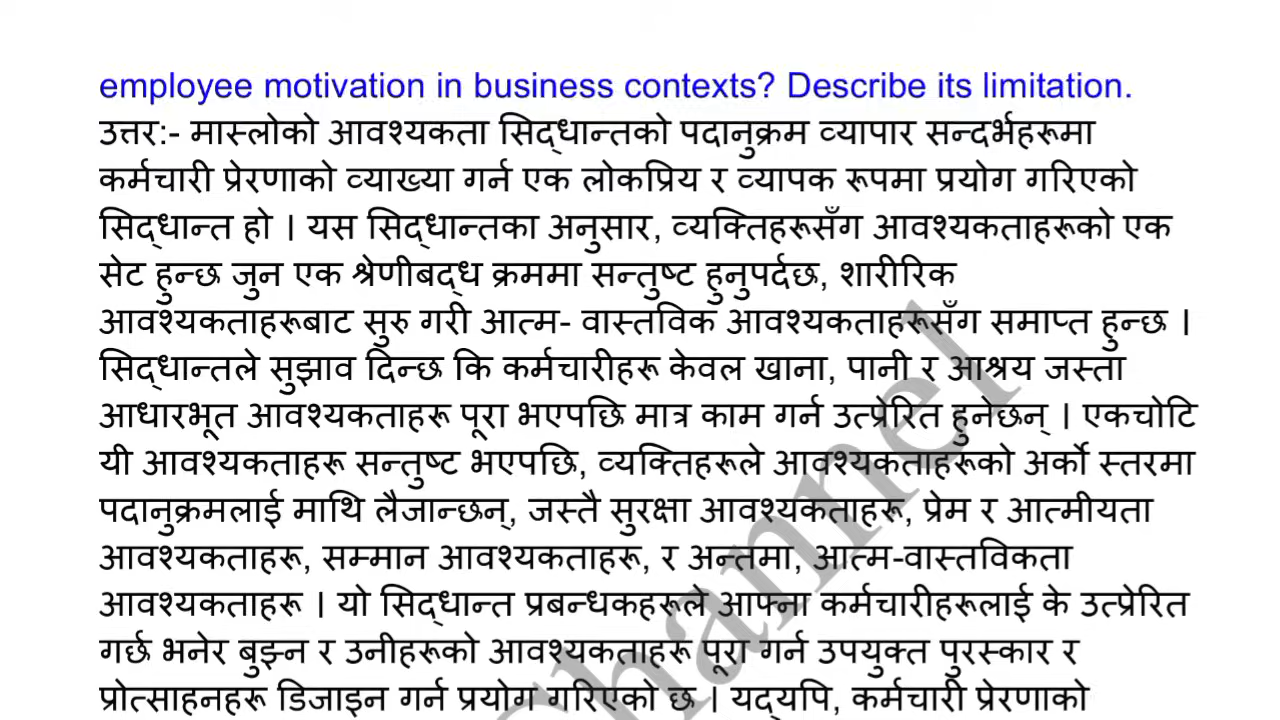 employee motivation in business contexts? Describe its limitation.
उत्तर:- मास्लोको आवश्यकता सिद्धान्तको पदानुक्रम व्यापार सन्दर्भहरूमा
कर्मचारी प्रेरणाको व्याख्या गर्न एक लोकप्रिय र व्यापक रूपमा प्रयोग गरिएको
सिद्धान्त हो । यस सिद्धान्तका अनुसार, व्यक्तिहरूसँग आवश्यकताहरूको एक
सेट हुन्छ जुन एक श्रेणीबद्ध क्रममा सन्तुष्ट हुनुपर्दछ, शारीरिक
आवश्यकताहरूबाट सुरु गरी आत्म- वास्तविक आवश्यकताहरूसँग समाप्त हुन्छ ।
सिद्धान्तले सुझाव दिन्छ कि कर्मचारीहरू केवल खाना, पानी र आश्रय जस्ता
आधारभूत आवश्यकताहरू पूरा भएपछि मात्र काम गर्न उत्प्रेरित हुनेछन् । एकचोटि
यी आवश्यकताहरू सन्तुष्ट भएपछि, व्यक्तिहरूले आवश्यकताहरूको अर्को स्तरमा
पदानुक्रमलाई माथि लैजान्छन्, जस्तै सुरक्षा आवश्यकताहरू, प्रेम र आत्मीयता
आवश्यकताहरू, सम्मान आवश्यकताहरू, र अन्तमा, आत्म-वास्तविकता
आवश्यकताहरू । यो सिद्धान्त प्रबन्धकहरूले आफ्ना कर्मचारीहरूलाई के उत्प्रेरित
गर्छ भनेर बुझ्न र उनीहरूको आवश्यकताहरू पूरा गर्न उपयुक्त पुरस्कार र
प्रोत्साहनहरू डिजाइन गर्न प्रयोग गरिएको छ । यद्यपि, कर्मचारी प्रेरणाको
Channel